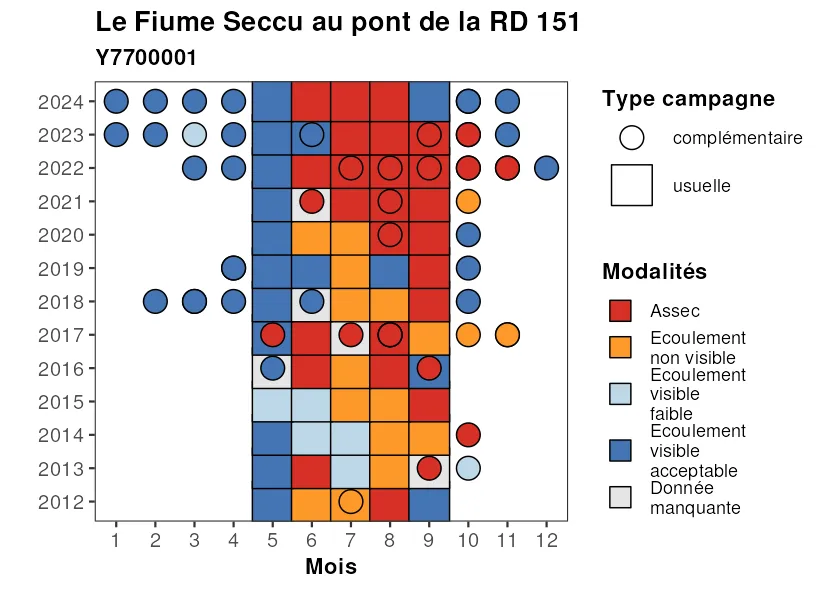 Le Fiume Seccu au pont de la RD 151
Y7700001
2024
2023
2022
2021
2020
2019
2018
2017
2016
2015
2014
2013
2012
1 2 3 4 5 6 7 8 9 10 11 12
Mois
Type campagne
complémentaire
usuelle
Modalités
Assec
Ecoulement
non visible
Ecoulement
visible
faible
Ecoulement
visible
acceptable
Donnée
manquante